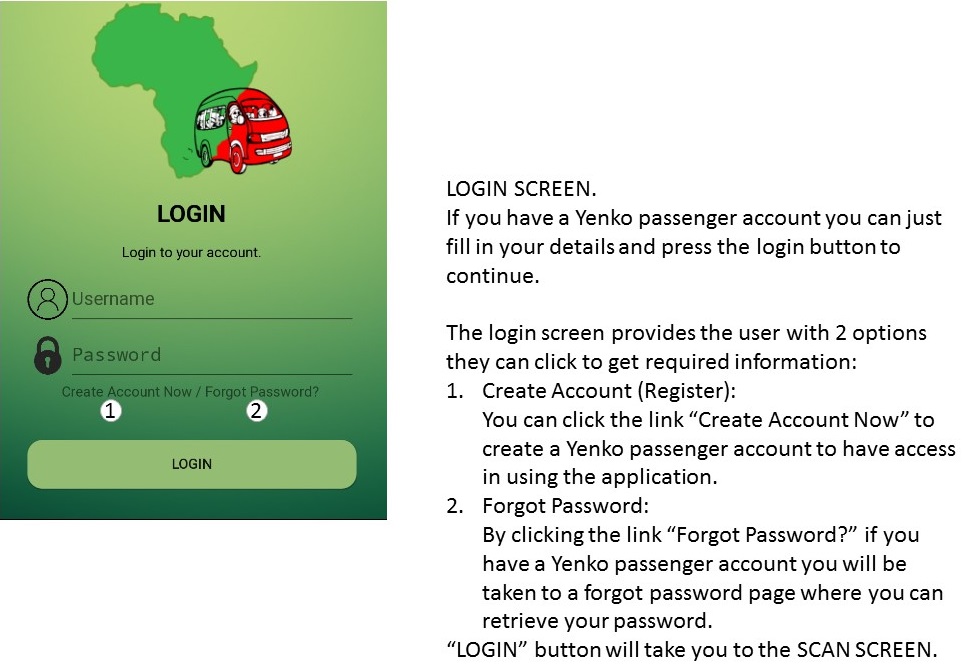 LOGIN
Login to your account.
Username
Password
Create Account Now / Forgot Password?
1 2
LOGIN
LOGIN SCREEN.
If you have a Yenko passenger account you can just
fill in your details and press the login button to
continue.
The login screen provides the user with 2 options
they can click to get required information:
1. Create Account (Register):
You can click the link “Create Account Now” to
create a Yenko passenger account to have access
in using the application.
2. Forgot Password:
By clicking the link “Forgot Password?” if you
have a Yenko passenger account you will be
taken to a forgot password page where you can
retrieve your password.
“LOGIN” button will take you to the SCAN SCREEN.